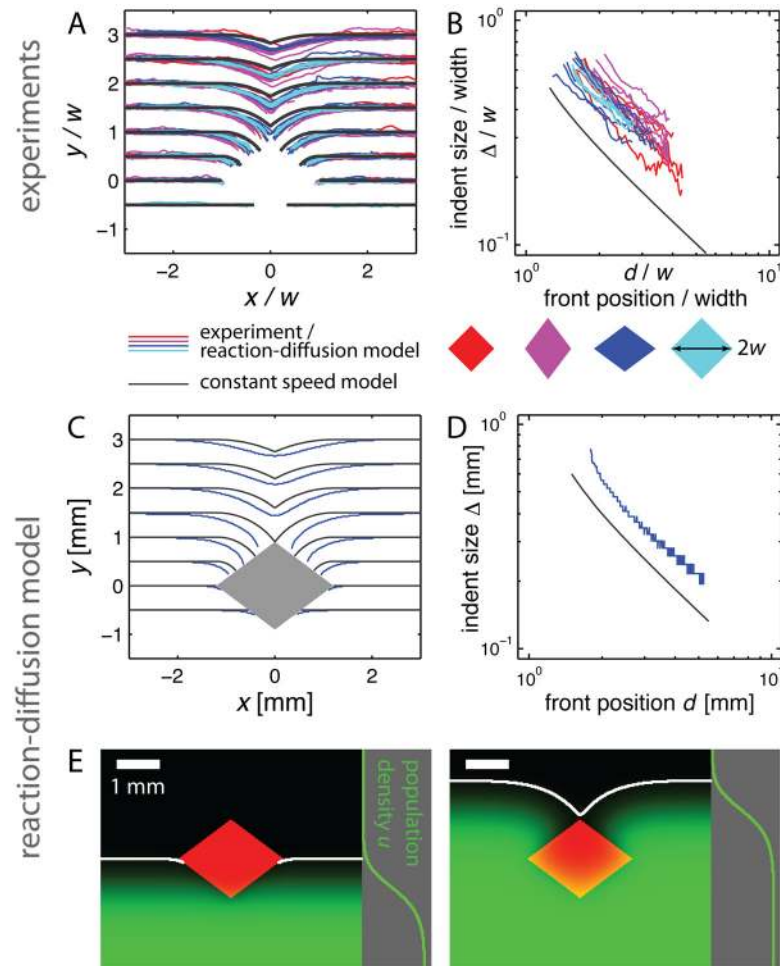 experiments
A
3
2
1
0
−1
y / w
−2
0
2
x / w
B
10⁰
10⁻¹
indent size / width
Δ / w
10⁰
10¹
d / w
front position / width
experiment /
reaction-diffusion model
constant speed model
2w
reaction-diffusion model
C
3
2
1
0
−1
y [mm]
−2
0
2
x [mm]
D
10⁰
10⁻¹
indent size Δ [mm]
10⁰
front position d [mm]
E
1 mm
population
density u